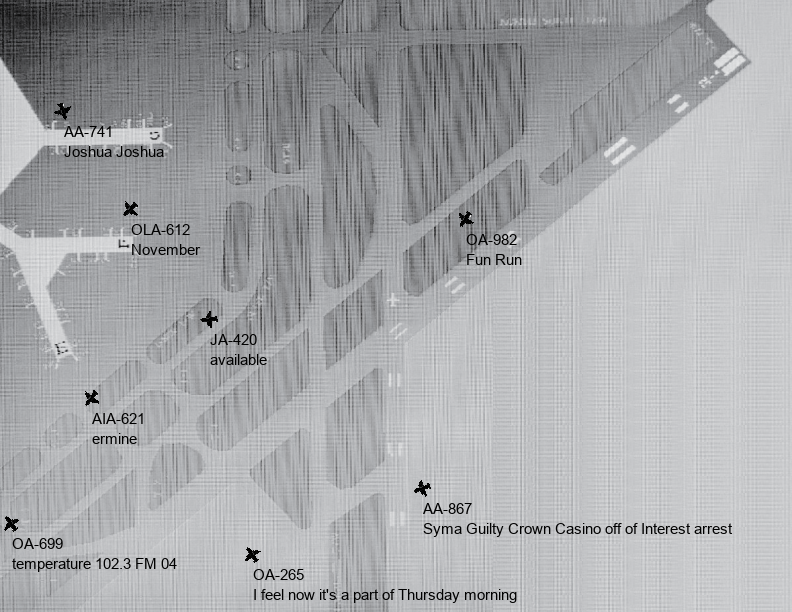 AA-741
Joshua Joshua
OLA-612
November
OA-982
Fun Run
JA-420
available
AIA-621
ermine
AA-867
Syma Guilty Crown Casino off of Interest arrest
OA-699
temperature 102.3 FM 04
OA-265
I feel now it's a part of Thursday morning